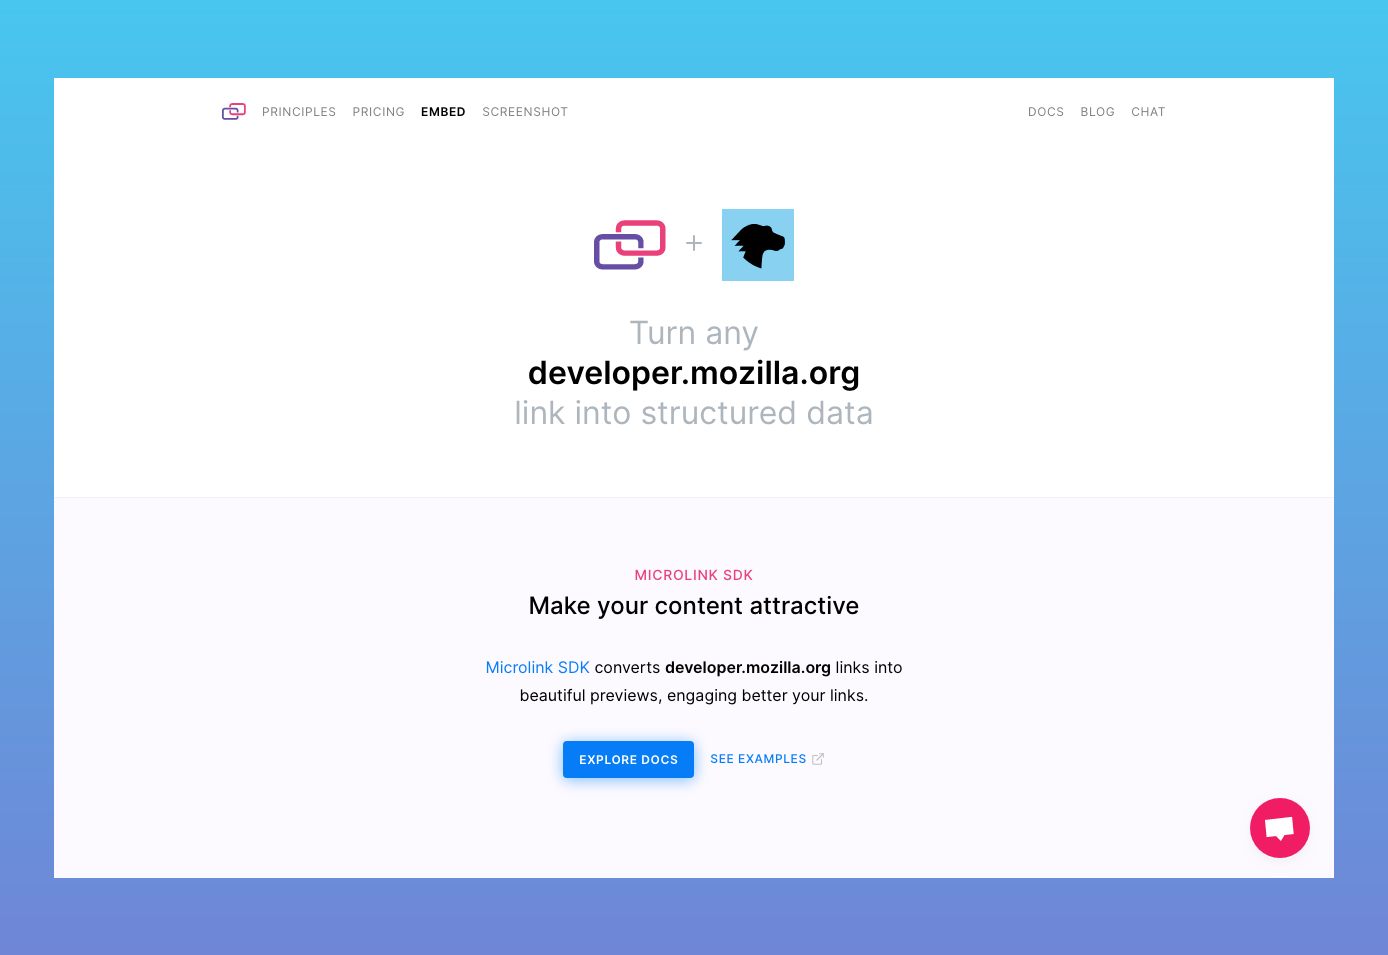 PRINCIPLES PRICING EMBED SCREENSHOT DOCS BLOG CHAT
+
Turn any
developer.mozilla.org
link into structured data
MICROLINK SDK
Make your content attractive
Microlink SDK converts developer.mozilla.org links into
beautiful previews, engaging better your links.
EXPLORE DOCS SEE EXAMPLES